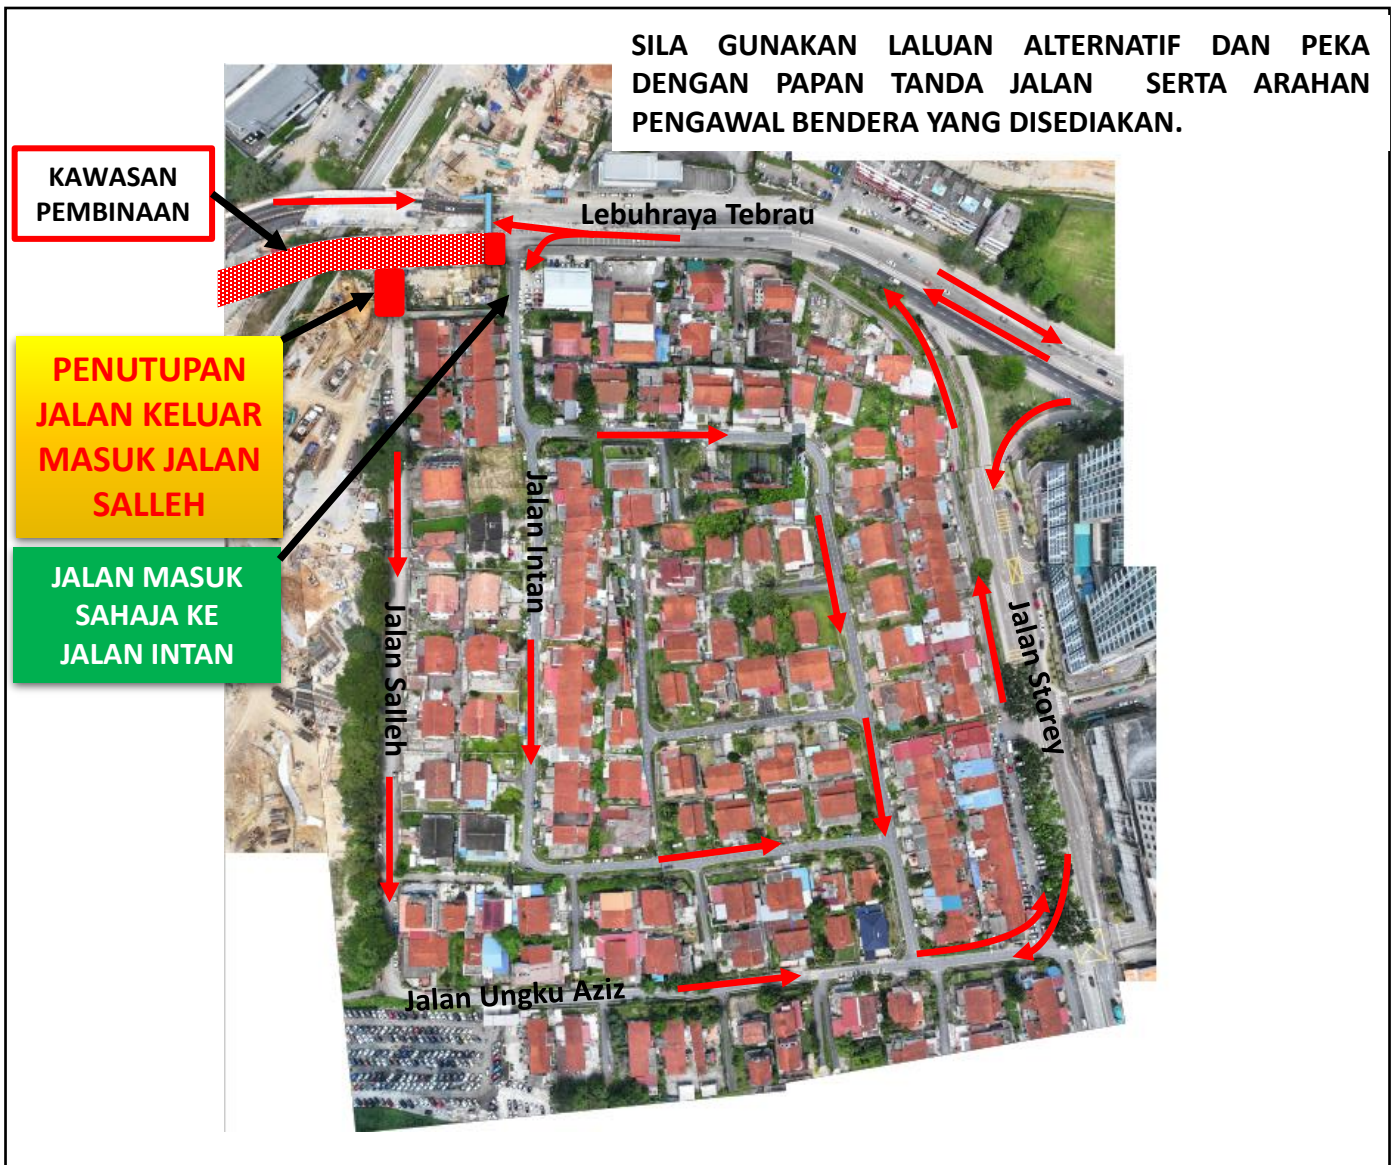 SILA GUNAKAN LALUAN ALTERNATIF DAN PEKA
DENGAN PAPAN TANDA JALAN SERTA ARAHAN
PENGAWAL BENDERA YANG DISEDIAKAN.
KAWASAN
PEMBINAAN
Lebuhraya Tebrau
PENUTUPAN
JALAN KELUAR
MASUK JALAN
SALLEH
JALAN MASUK
SAHAJA KE
JALAN INTAN
Jalan Intan
Jalan Salleh
Jalan Storey
Jalan Ungku Aziz